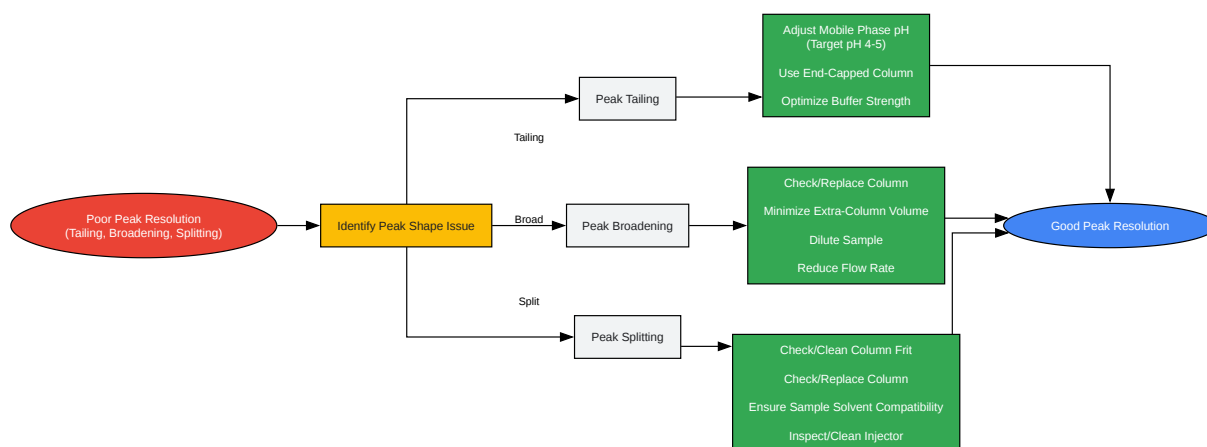 Poor Peak Resolution
(Tailing, Broadening, Splitting)
Identify Peak Shape Issue
Tailing
Broad
Split
Peak Tailing
Peak Broadening
Peak Splitting
Adjust Mobile Phase pH
(Target pH 4-5)
Use End-Capped Column
Optimize Buffer Strength
Check/Replace Column
Minimize Extra-Column Volume
Dilute Sample
Reduce Flow Rate
Check/Clean Column Frit
Check/Replace Column
Ensure Sample Solvent Compatibility
Inspect/Clean Injector
Good Peak Resolution